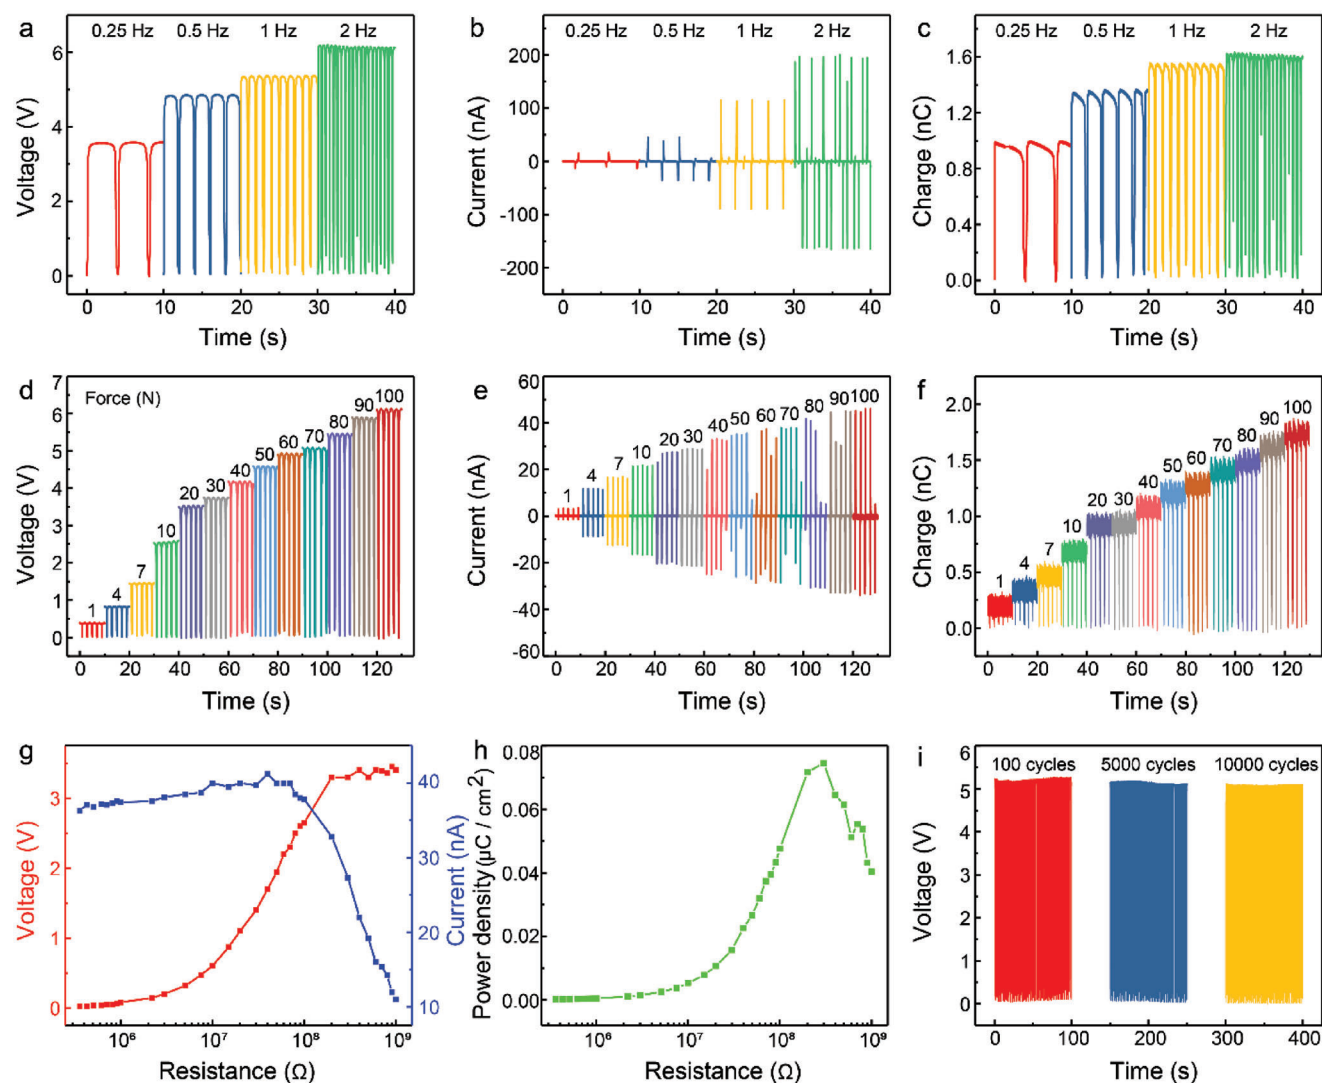 a
0.25 Hz 0.5 Hz 1 Hz 2 Hz
6
4
2
0
Voltage (V)
0 10 20 30 40
Time (s)
b
0.25 Hz 0.5 Hz 1 Hz 2 Hz
200
100
0
-100
-200
Current (nA)
0 10 20 30 40
Time (s)
c
0.25 Hz 0.5 Hz 1 Hz 2 Hz
1.6
1.2
0.8
0.4
0.0
Charge (nC)
0 10 20 30 40
Time (s)
d
Force (N)
7
6
5
4
3
2
1
0
Voltage (V)
1 4 7 10 20 30 40 50 60 70 80 90 100
0 20 40 60 80 100 120
Time (s)
e
60
40
20
0
-20
-40
-60
Current (nA)
1 4 7 10 20 30 40 50 60 70 80 90 100
0 20 40 60 80 100 120
Time (s)
f
2.0
1.5
1.0
0.5
0.0
Charge (nC)
1 4 7 10 20 30 40 50 60 70 80 90 100
0 20 40 60 80 100 120
Time (s)
g
3
2
1
0
Voltage (V)
40
30
20
10
Current (nA)
10⁶ 10⁷ 10⁸ 10⁹
Resistance (Ω)
h
0.08
0.06
0.04
0.02
0.00
Power density(μC / cm²)
10⁶ 10⁷ 10⁸ 10⁹
Resistance (Ω)
i
100 cycles 5000 cycles 10000 cycles
6
5
4
3
2
1
0
Voltage (V)
0 100 200 300 400
Time (s)